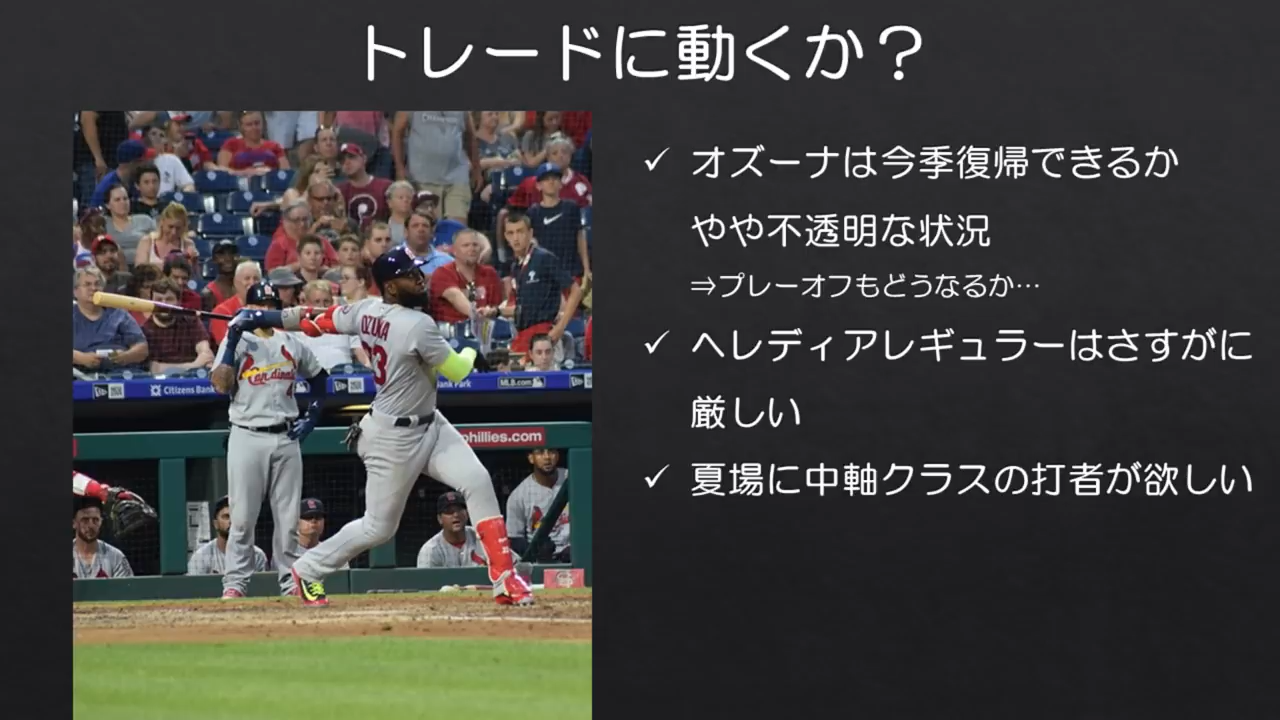 トレードに動くか？
✓ オズーナは今季復帰できるか
やや不透明な状況
⇒プレーオフもどうなるか…
✓ ヘレディアレギュラーはさすがに
厳しい
✓ 夏場に中軸クラスの打者が欲しい
OZUNA
23
Cardinals
Citizens Bank
Bank Park
MLB.com
phillies.com